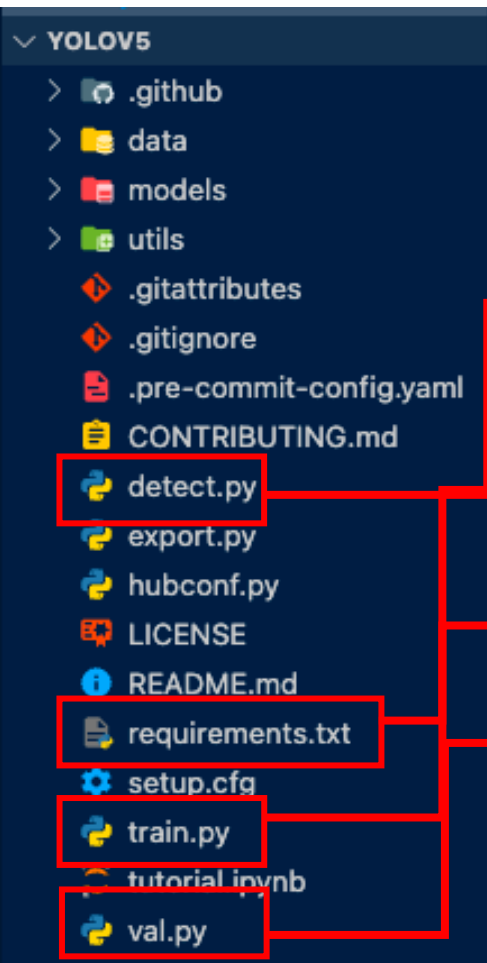 YOLOV5
.github
data
models
utils
.gitattributes
.gitignore
.pre-commit-config.yaml
CONTRIBUTING.md
detect.py
export.py
hubconf.py
LICENSE
README.md
requirements.txt
setup.cfg
train.py
tutorial.ipynb
val.py